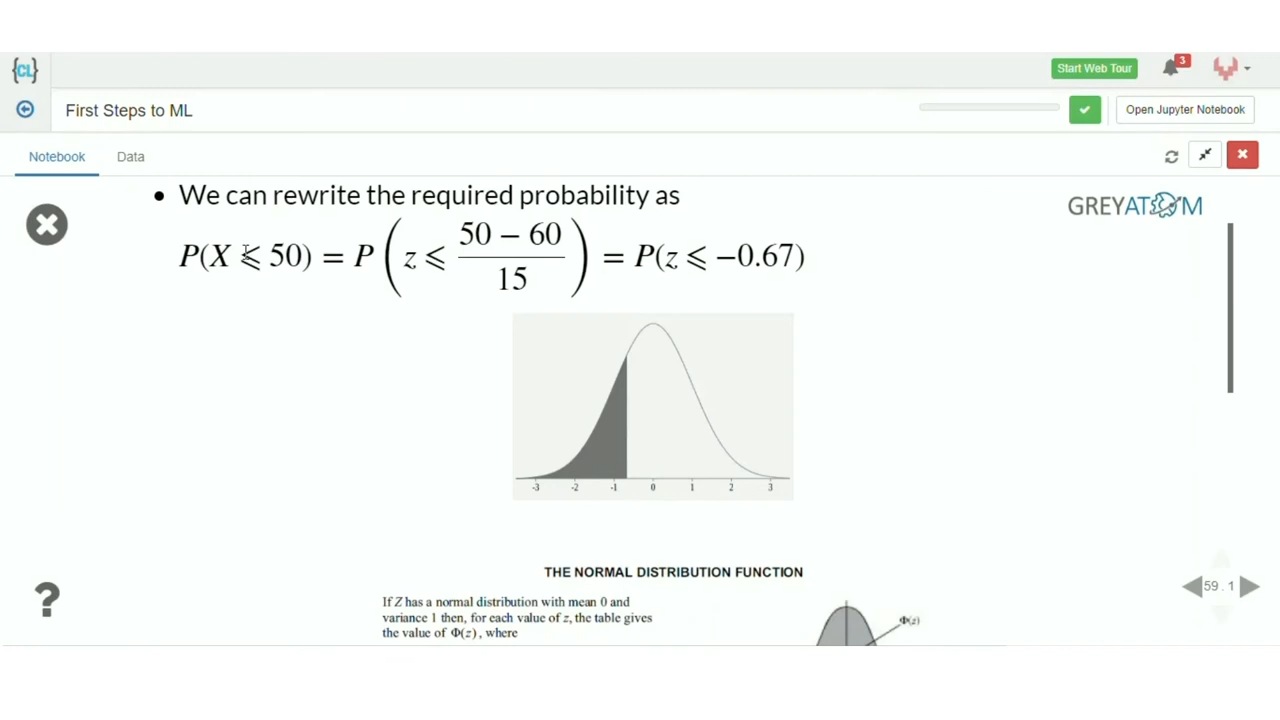 {CL}
Start Web Tour
3
First Steps to ML
Open Jupyter Notebook
Notebook Data
• We can rewrite the required probability as
GREYATOM
P(X ⩽ 50) = P(z ⩽ (50 − 60)/15) = P(z ⩽ −0.67)
-3 -2 -1 0 1 2 3
THE NORMAL DISTRIBUTION FUNCTION
59.1
?
If Z has a normal distribution with mean 0 and
variance 1 then, for each value of z, the table gives
the value of Φ(z), where
Φ(z)